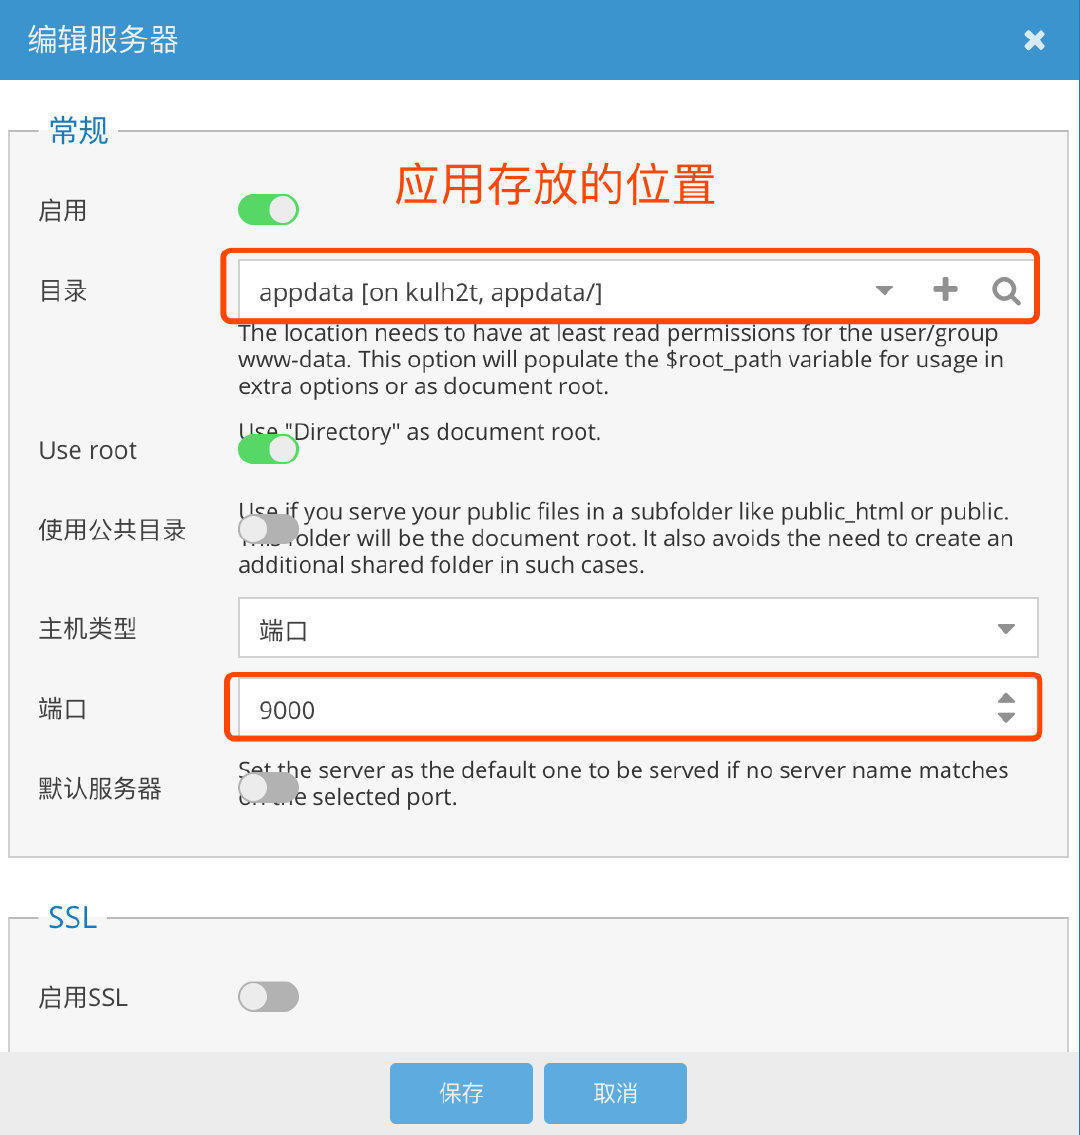 编辑服务器
常规
应用存放的位置
启用
目录
appdata [on kulh2t, appdata/]
The location needs to have at least read permissions for the user/group
www-data. This option will populate the $root_path variable for usage in
extra options or as document root.
Use "Directory" as document root.
Use root
Use if you serve your public files in a subfolder like public_html or public.
使用公共目录
This folder will be the document root. It also avoids the need to create an
additional shared folder in such cases.
主机类型
端口
端口
9000
Set the server as the default one to be served if no server name matches
默认服务器
on the selected port.
SSL
启用SSL
保存
取消